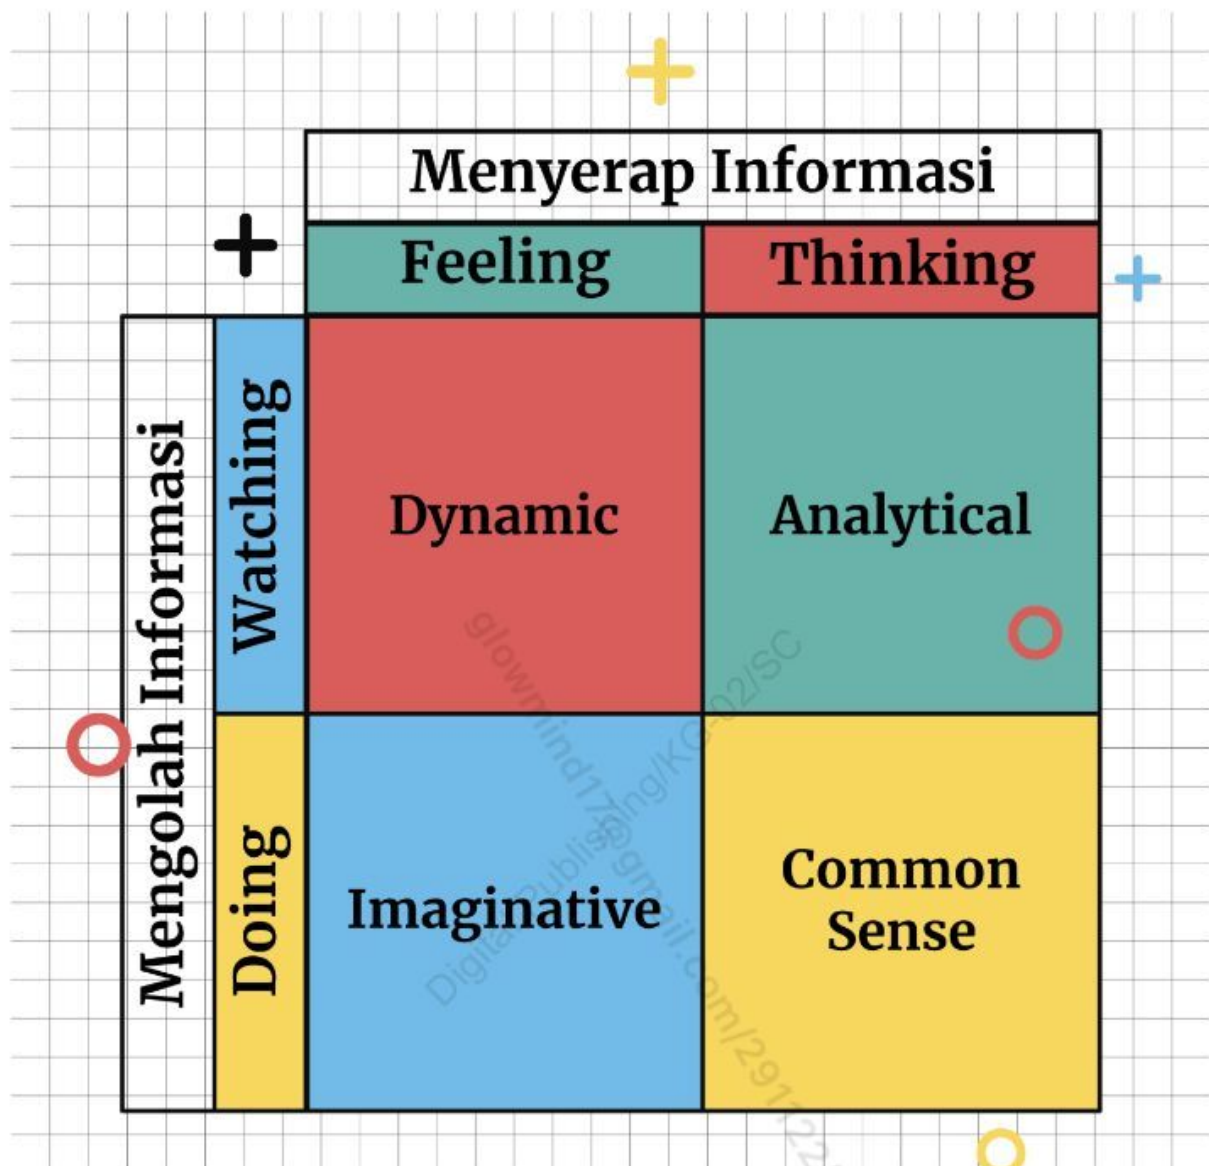 Menyerap Informasi
Feeling
Thinking
Mengolah Informasi
Watching
Dynamic
Analytical
Doing
Imaginative
Common
Sense